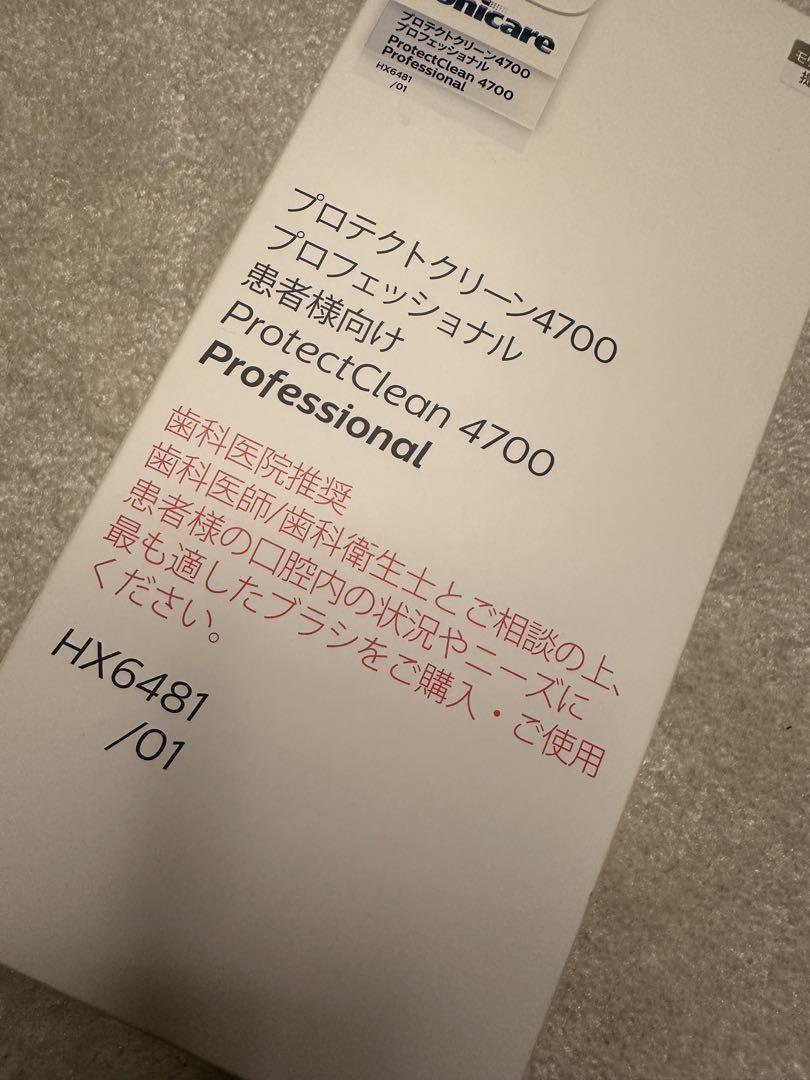 onicare
プロテクトクリーン4700
プロフェッショナル
ProtectClean 4700
Professional
HX6481
/01
プロテクトクリーン4700
プロフェッショナル
患者様向け
ProtectClean 4700
Professional
歯科医院推奨
歯科医師/歯科衛生士とご相談の上、
患者様の口腔内の状況やニーズに
最も適したブラシをご購入・ご使用
ください。
HX6481
/01